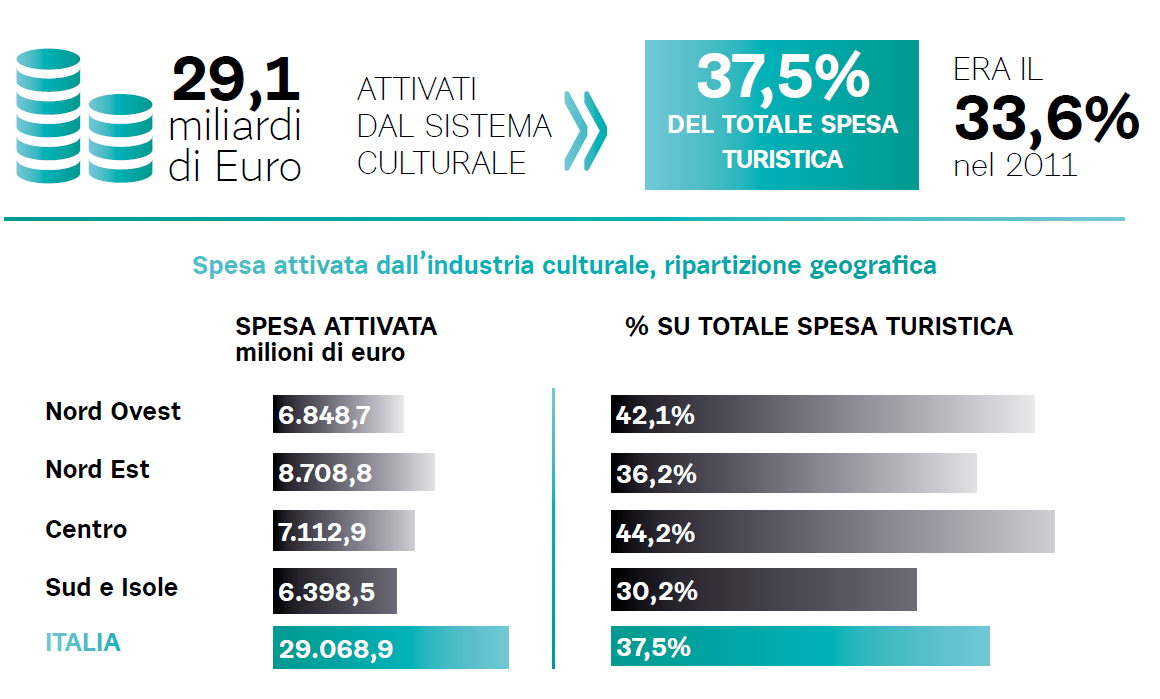 29,1
miliardi
di Euro
ATTIVATI
DAL SISTEMA
CULTURALE
37,5%
DEL TOTALE SPESA
TURISTICA
ERA IL
33,6%
nel 2011
Spesa attivata dall’industria culturale, ripartizione geografica
SPESA ATTIVATA
milioni di euro
% SU TOTALE SPESA TURISTICA
Nord Ovest 6.848,7 42,1%
Nord Est 8.708,8 36,2%
Centro 7.112,9 44,2%
Sud e Isole 6.398,5 30,2%
ITALIA 29.068,9 37,5%